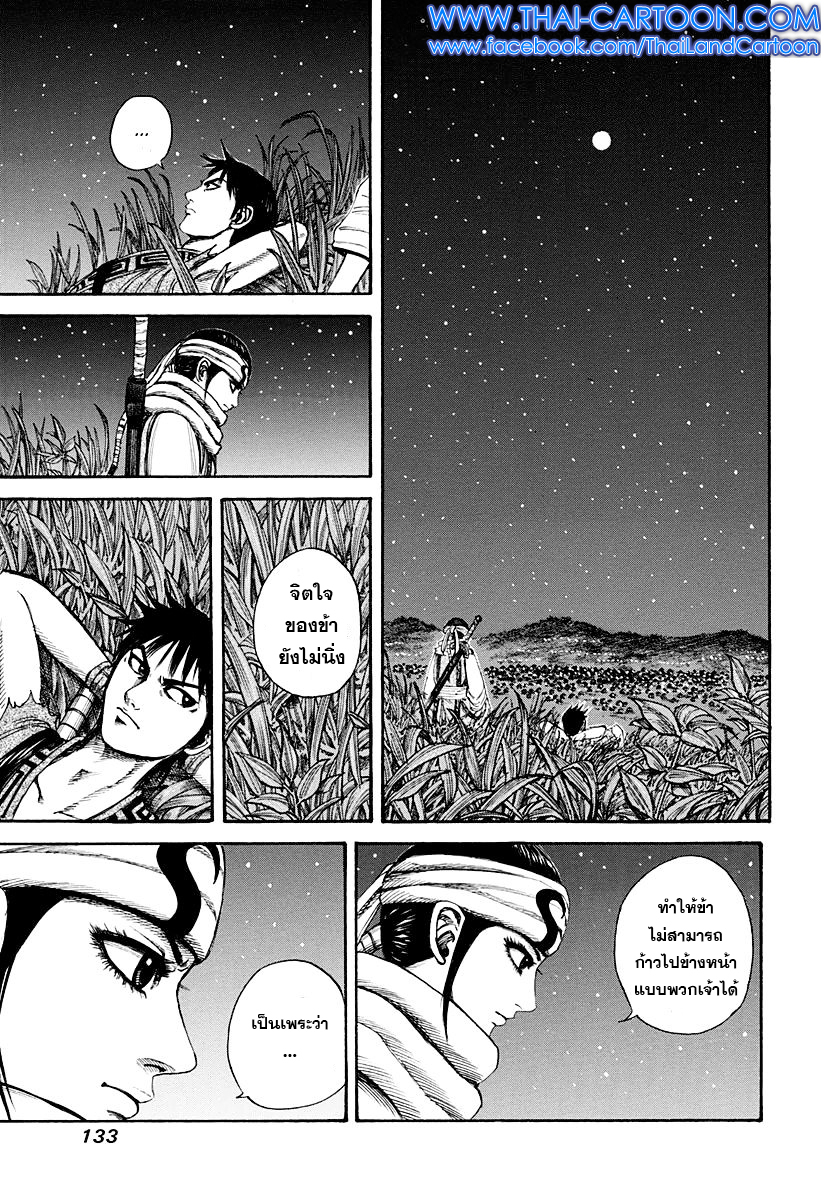 WWW.THAI-CARTOON.COM
www.facebook.com/ThaiLandCartoon
...
จิตใจ
ของข้า
ยังไม่นิ่ง
ทำให้ข้า
ไม่สามารถ
ก้าวไปข้างหน้า
แบบพวกเจ้าได้
เป็นเพระว่า
...
133